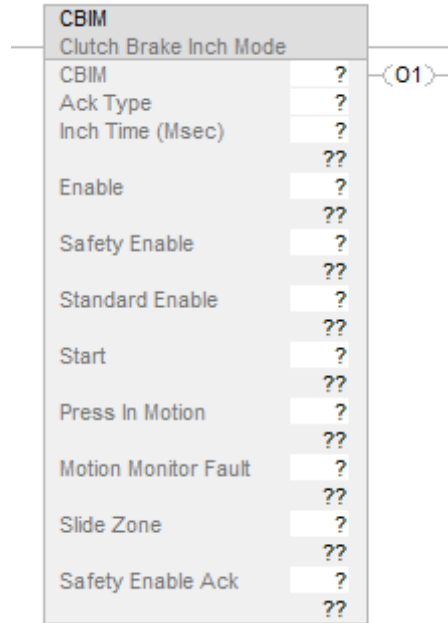 CBIM
Clutch Brake Inch Mode
CBIM ? (O1)
Ack Type ?
Inch Time (Msec) ?
??
Enable ?
??
Safety Enable ?
??
Standard Enable ?
??
Start ?
??
Press In Motion ?
??
Motion Monitor Fault ?
??
Slide Zone ?
??
Safety Enable Ack ?
??